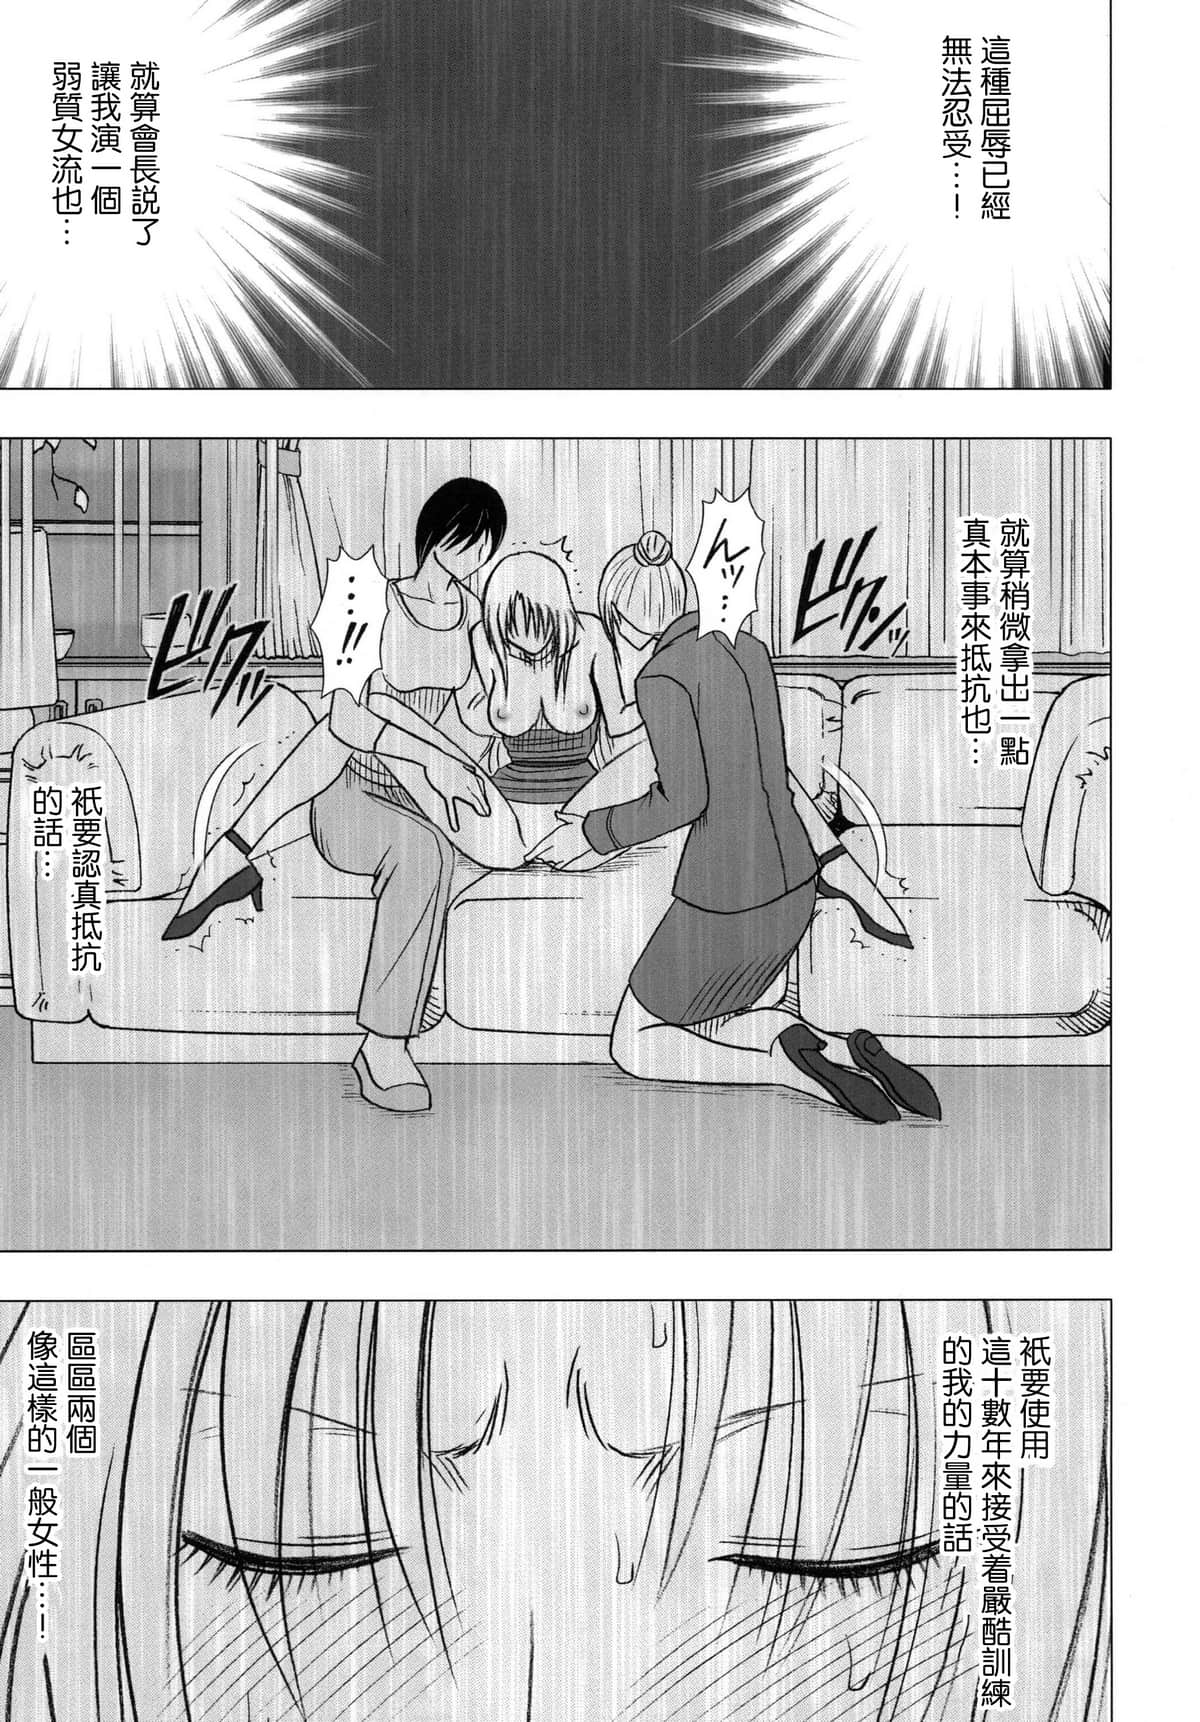 這種屈辱已經
無法忍受…！
就算會長説了
讓我演一個
弱質女流也…
就算稍微拿出一點
真本事來抵抗也…
ビクンッ
んッ…
…!!
ビクッ
衹要認真抵抗
的話…
衹要使用
這十數年來接受着嚴酷訓練
的我的力量的話
區區兩個
像這樣的一般女性…！